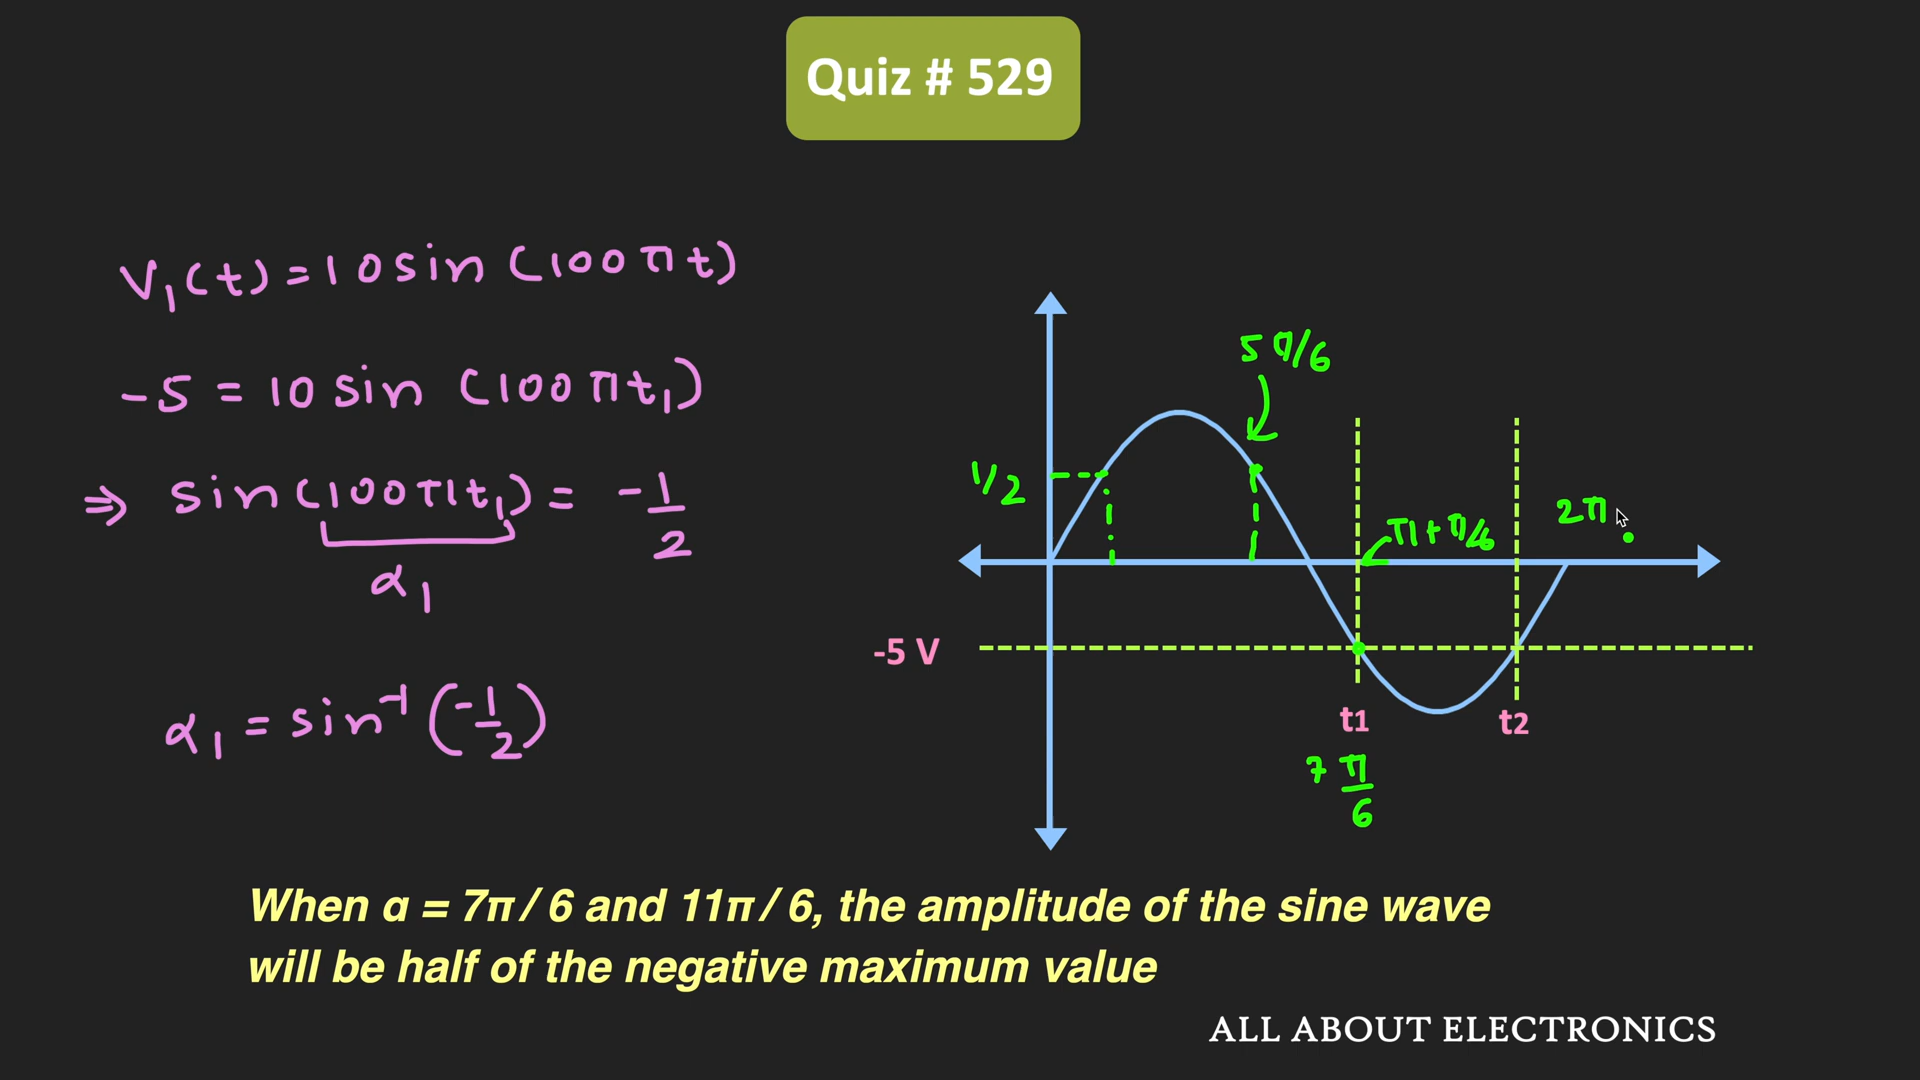 Quiz # 529
V₁(t) = 10 sin (100πt)
-5 = 10 sin (100πt₁)
⇒ sin(100πt₁) = -1/2
α₁
α₁ = sin⁻¹(-1/2)
5π/6
1/2
π+π/6
2π
-5 V
t1
t2
7π/6
When α = 7π / 6 and 11π / 6, the amplitude of the sine wave
will be half of the negative maximum value
ALL ABOUT ELECTRONICS